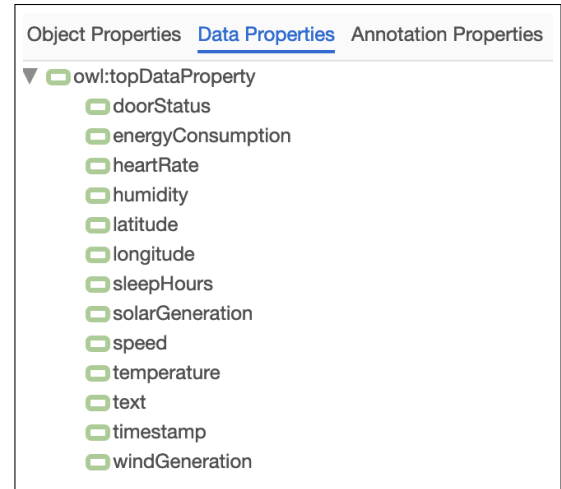 Object Properties Data Properties Annotation Properties
owl:topDataProperty
doorStatus
energyConsumption
heartRate
humidity
latitude
longitude
sleepHours
solarGeneration
speed
temperature
text
timestamp
windGeneration